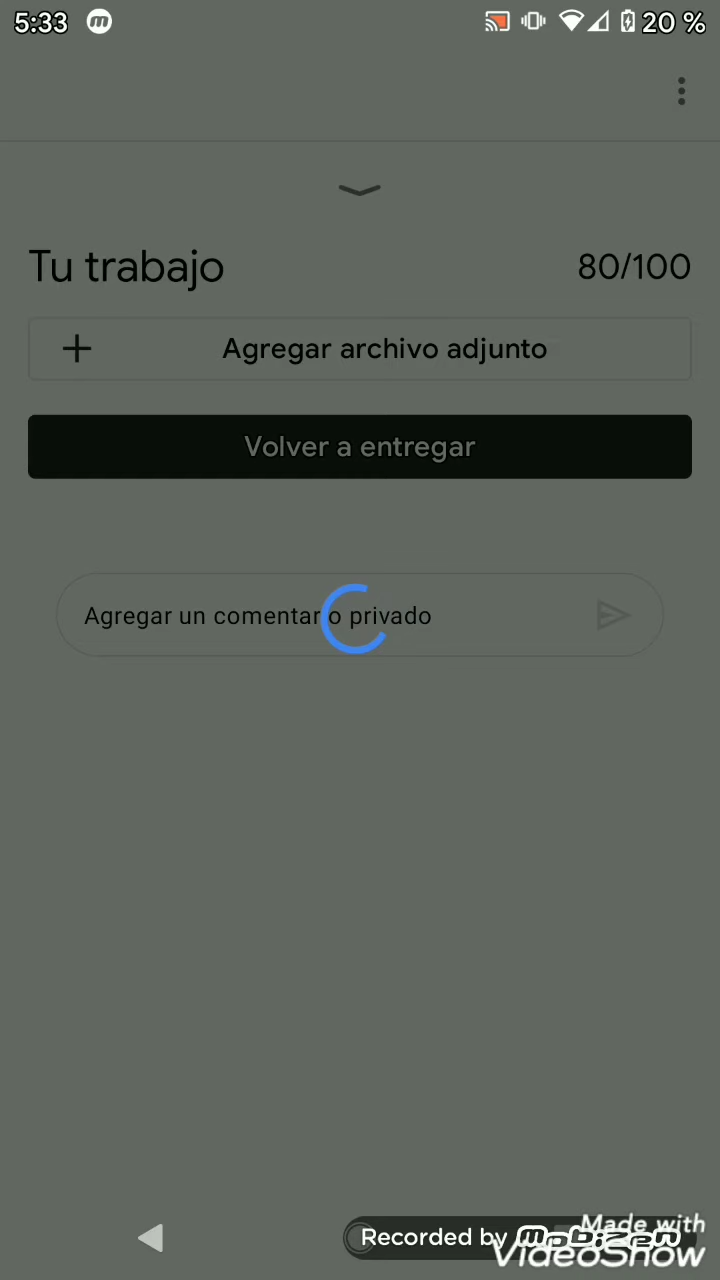 5:33
20 %
Tu trabajo
80/100
Agregar archivo adjunto
Volver a entregar
Agregar un comentario privado
Made with
Recorded by mobizen
VideoShow